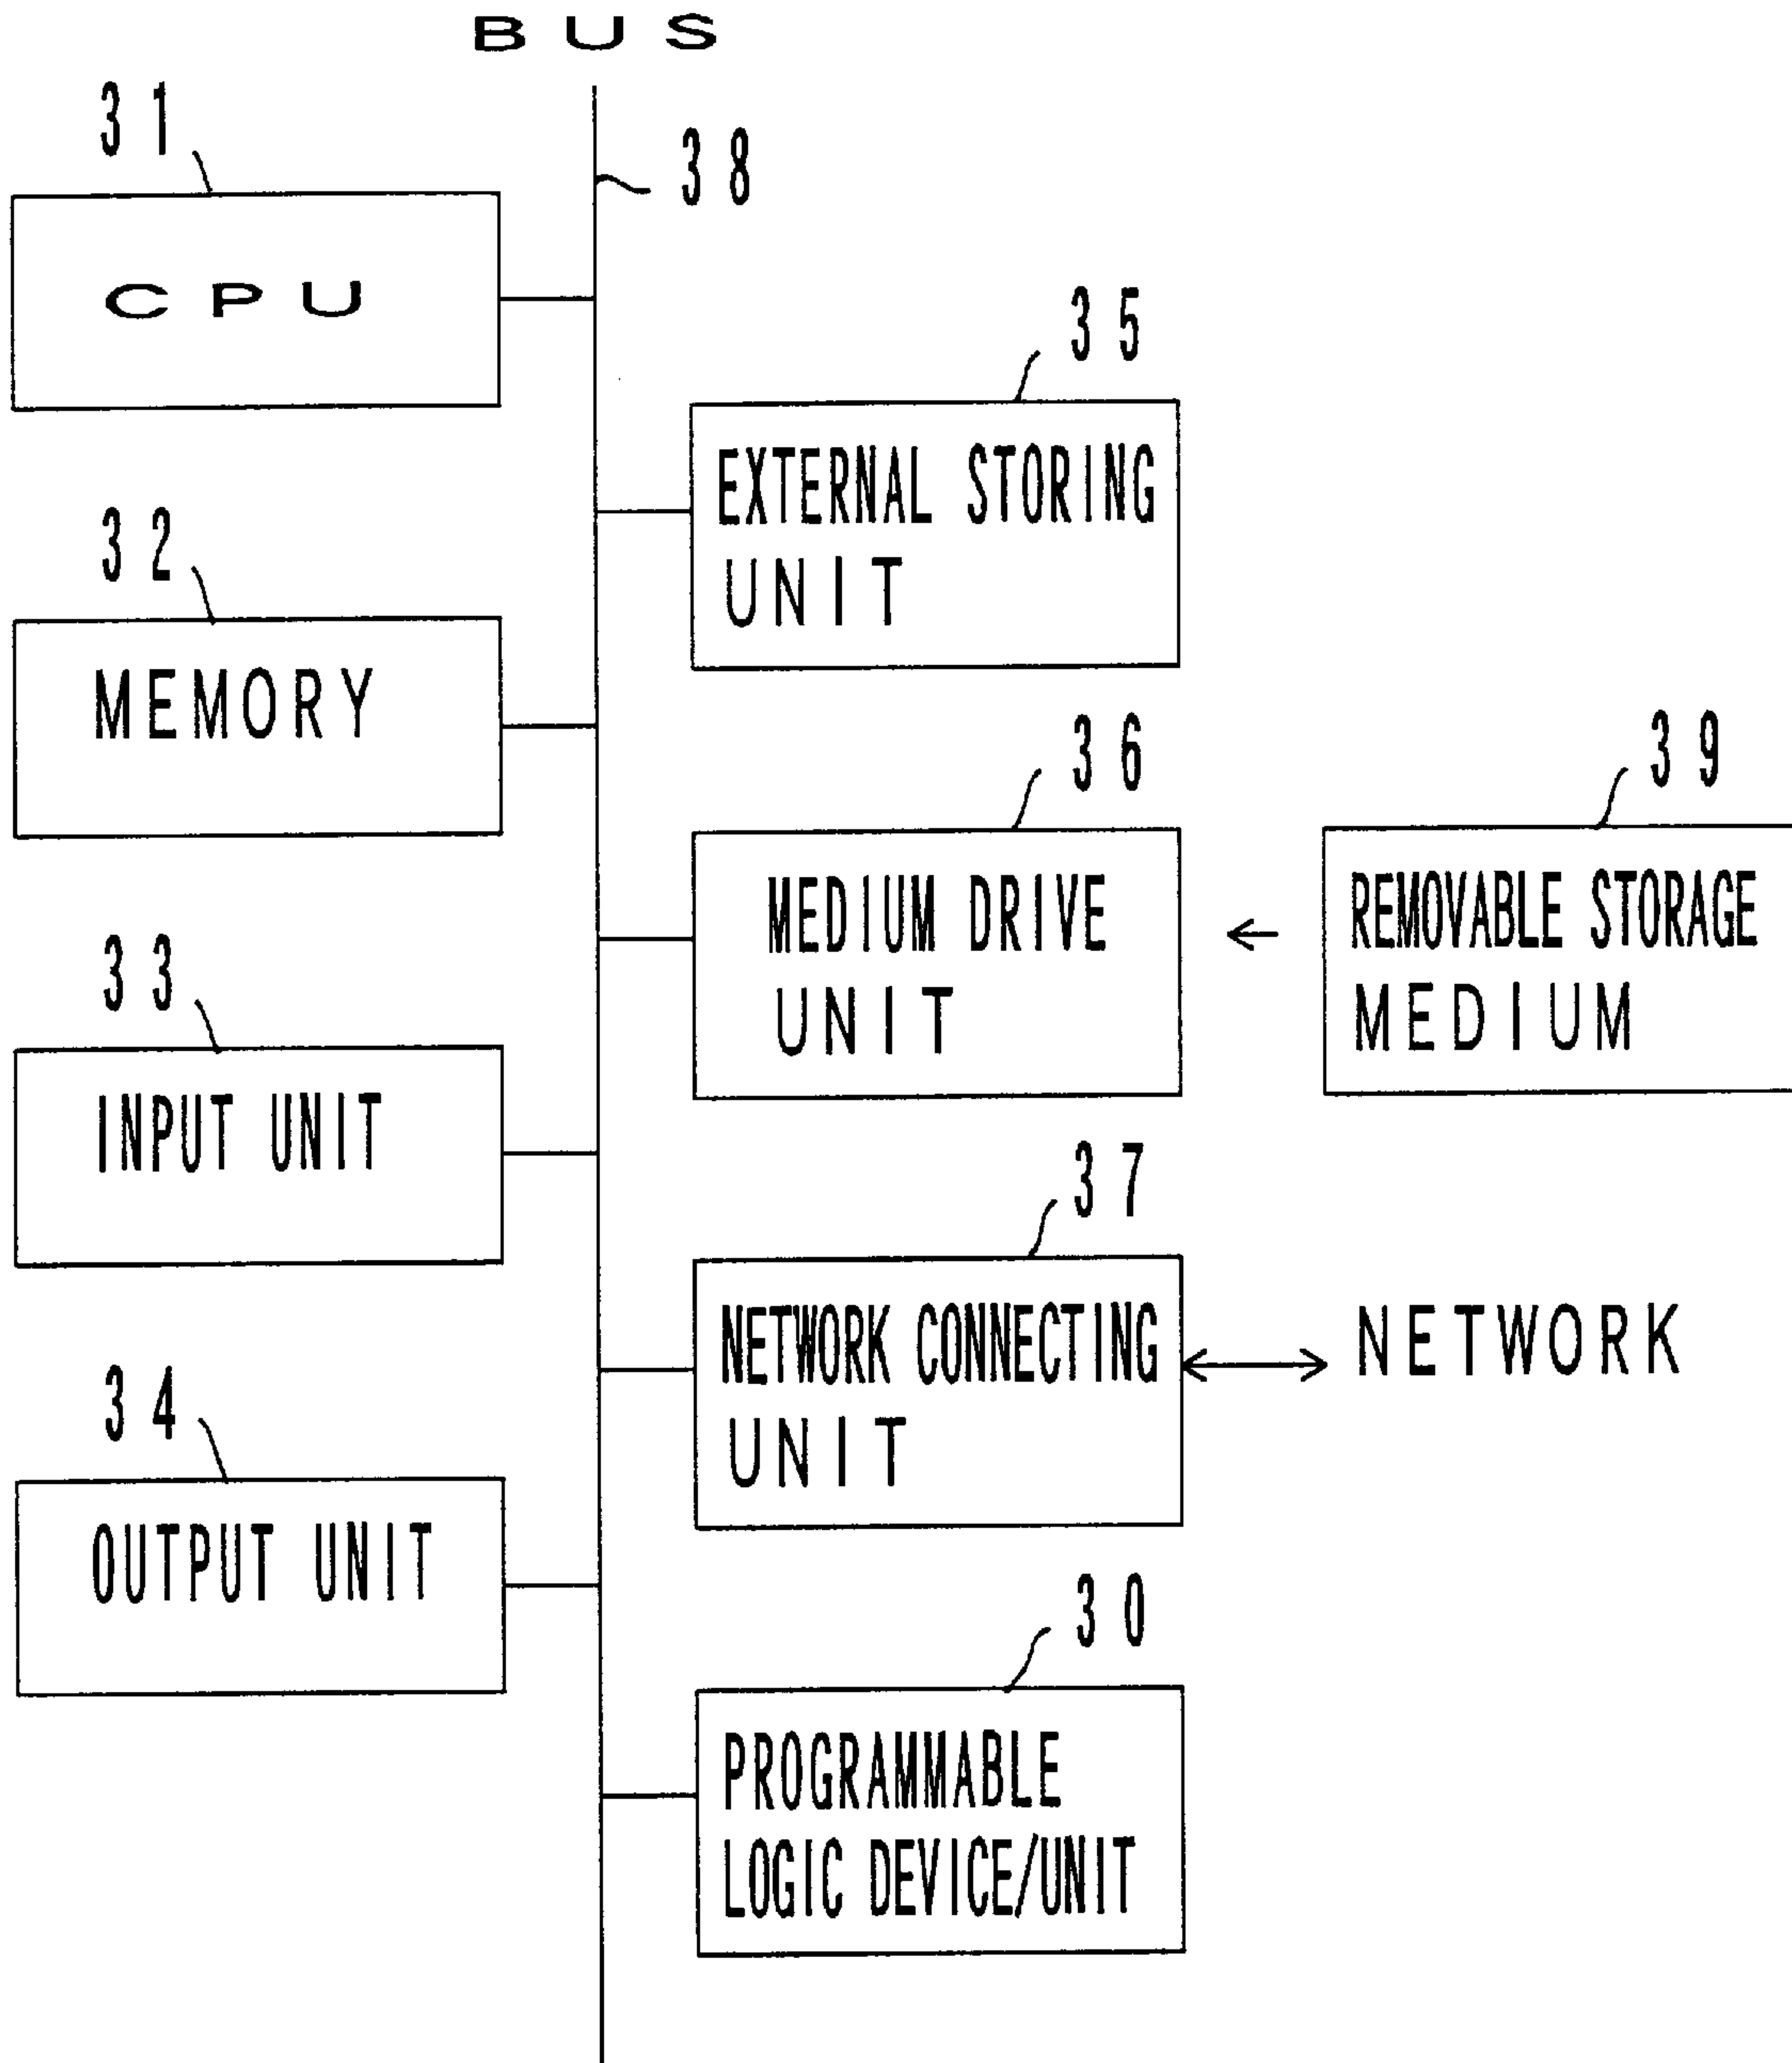 BUS
31
38
CPU
35
EXTERNAL STORING
UNIT
32
MEMORY
36
39
MEDIUM DRIVE
UNIT
REMOVABLE STORAGE
MEDIUM
33
INPUT UNIT
37
NETWORK CONNECTING
UNIT
NETWORK
34
OUTPUT UNIT
30
PROGRAMMABLE
LOGIC DEVICE/UNIT